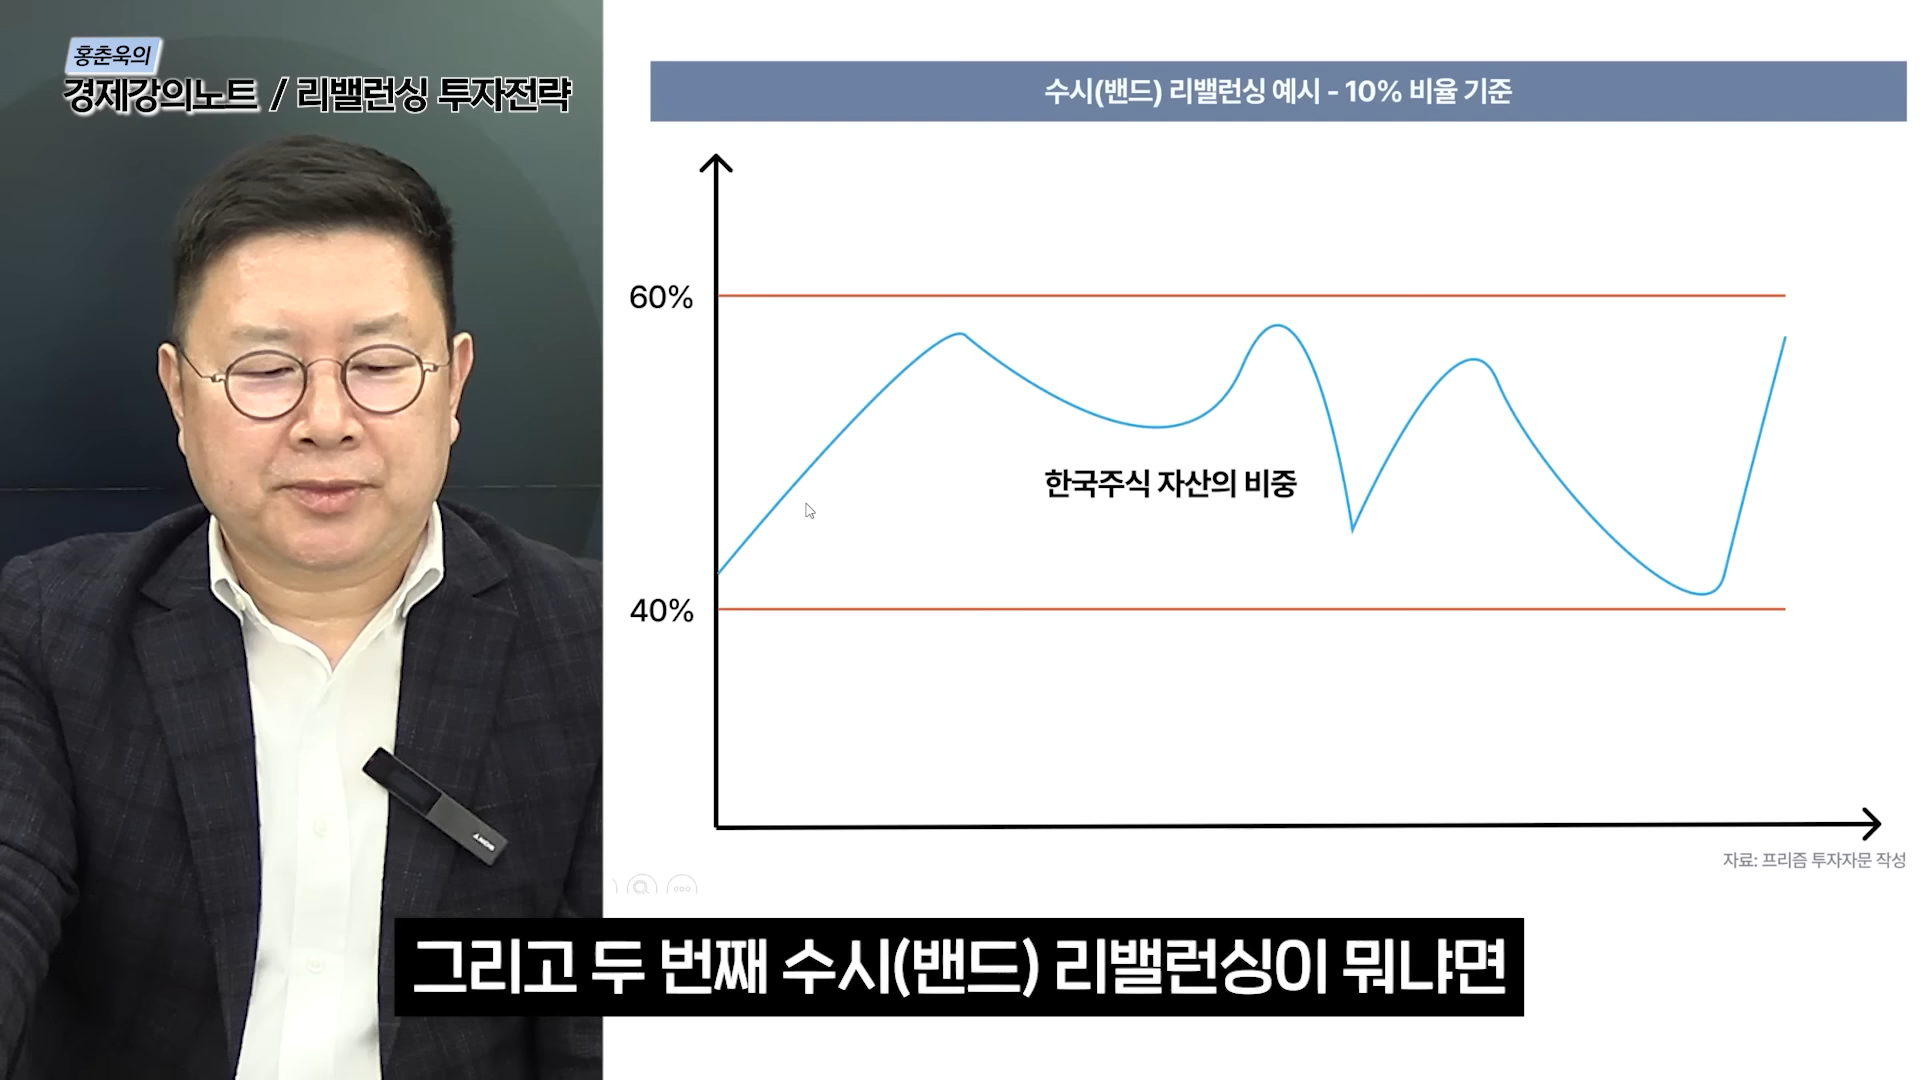 홍춘욱의
경제강의노트 / 리밸런싱 투자전략
수시(밴드) 리밸런싱 예시 - 10% 비율 기준
60%
한국주식 자산의 비중
40%
자료: 프리즘 투자자문 작성
그리고 두 번째 수시(밴드) 리밸런싱이 뭐냐면